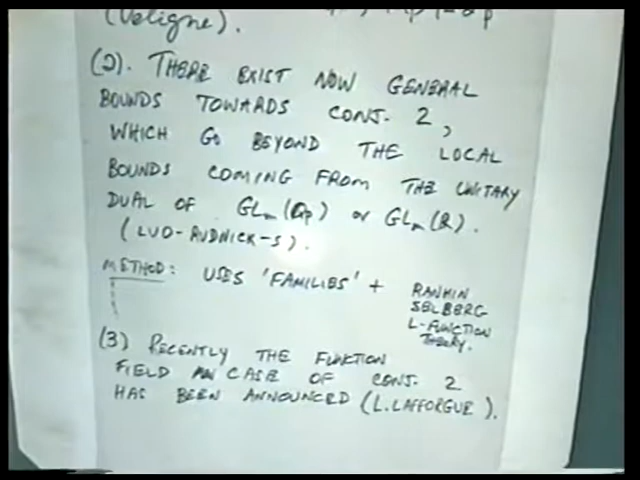 (Deligne).
(2). THERE EXIST NOW GENERAL
BOUNDS TOWARDS CONJ. 2,
WHICH GO BEYOND THE LOCAL
BOUNDS COMING FROM THE UNITARY
DUAL OF GLm(Qp) or GLm(R).
(LUO-RUDNICK-S).
METHOD: USES 'FAMILIES' + RANKIN
SELBERG
L-FUNCTION
THEORY.
(3) RECENTLY THE FUNCTION
FIELD CASE OF CONJ. 2
HAS BEEN ANNOUNCED (L.LAFFORGUE).